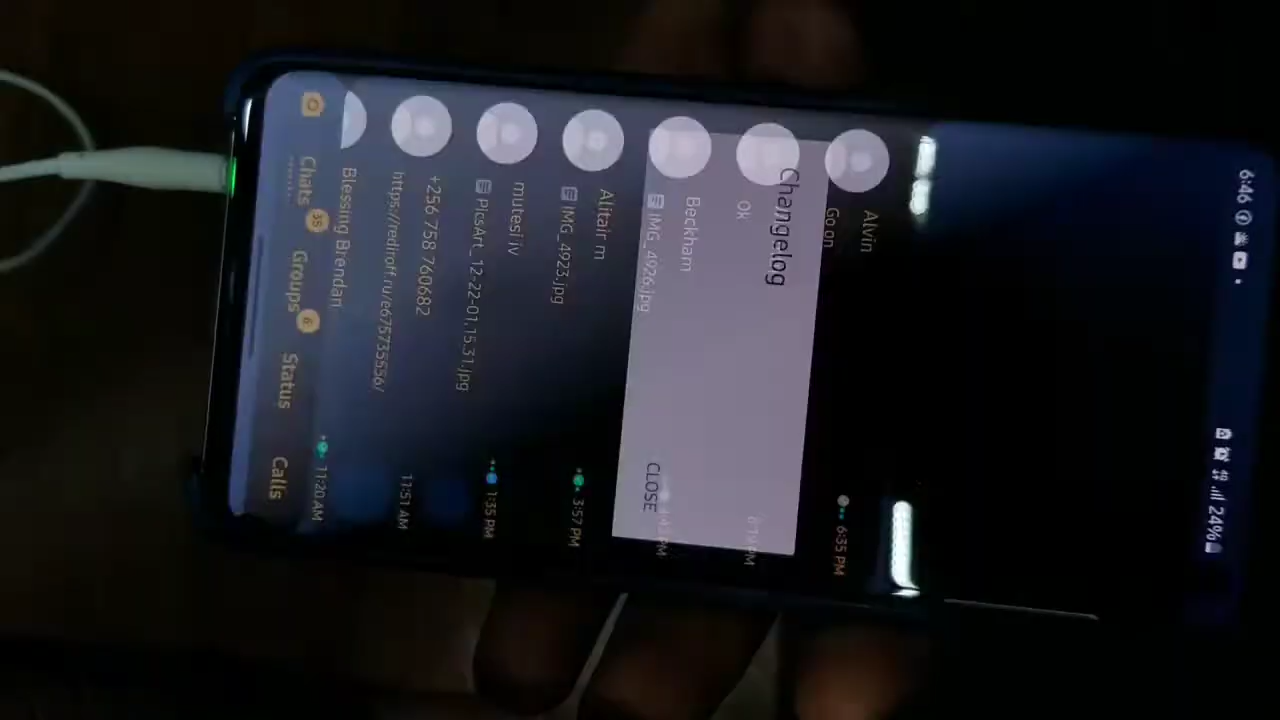 6:46
24%
Alvin
Go on
6:35 PM
Changelog
Ok
Beckham
IMG_4926.jpg
CLOSE
Alitair m
IMG_4923.jpg
3:57 PM
mutesi iv
PicsArt_12-22-01.15.31.jpg
1:35 PM
+256 758 760682
https://rediroff.ru/e675735556/
11:51 AM
Blessing Brendan
11:20 AM
Chats 35 Groups 6 Status Calls